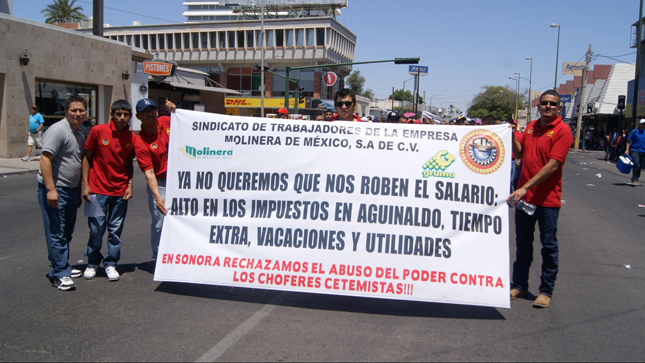 PISTONES
DHL
SINDICATO DE TRABAJADORES DE LA EMPRESA
MOLINERA DE MÉXICO, S.A DE C.V.
Molinera
gruma
YA NO QUEREMOS QUE NOS ROBEN EL SALARIO.
ALTO EN LOS IMPUESTOS EN AGUINALDO, TIEMPO
EXTRA, VACACIONES Y UTILIDADES
EN SONORA RECHAZAMOS EL ABUSO DEL PODER CONTRA
LOS CHOFERES CETEMISTAS!!!